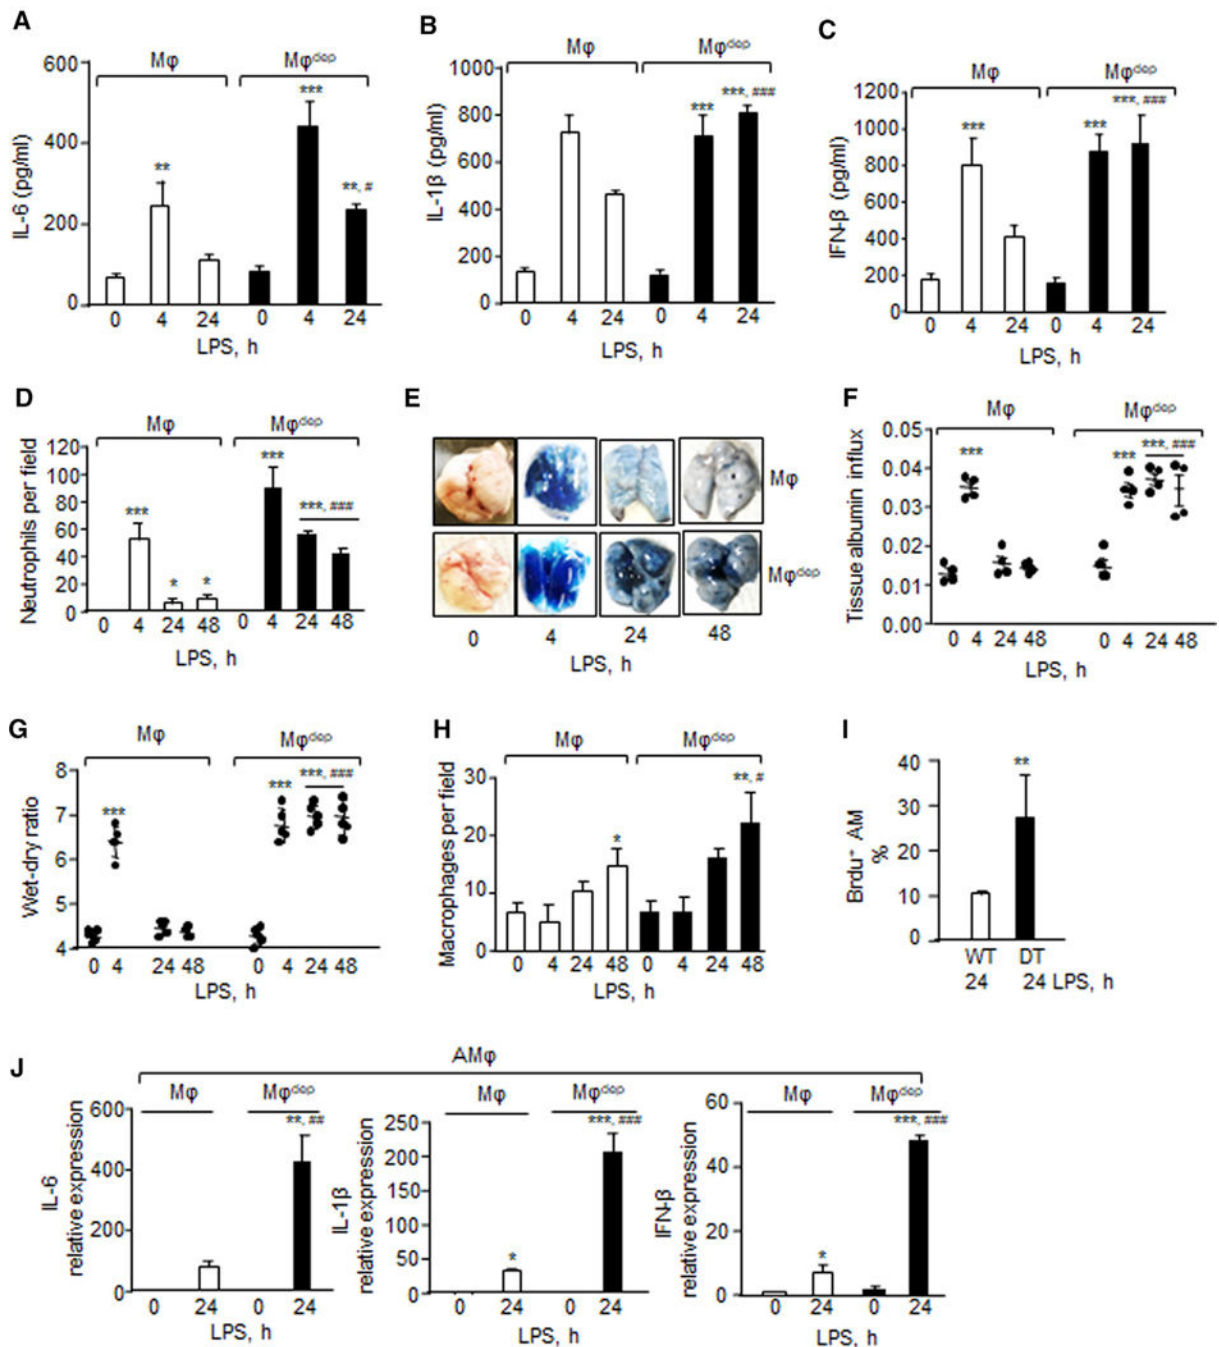 A
Mφ Mφdep
IL-6 (pg/ml)
600
400
200
0
***
**
**, #
0 4 24 0 4 24
LPS, h
B
Mφ Mφdep
IL-1β (pg/ml)
1000
800
600
400
200
0
*** ***, ###
0 4 24 0 4 24
LPS, h
C
Mφ Mφdep
IFN-β (pg/ml)
1200
1000
800
600
400
200
0
*** *** ***, ###
0 4 24 0 4 24
LPS, h
D
Mφ Mφdep
Neutrophils per field
120
100
80
60
40
20
0
*** * * *** ***, ###
0 4 24 48 0 4 24 48
LPS, h
E
Mφ
Mφdep
0 4 24 48
LPS, h
F
Mφ Mφdep
Tissue albumin influx
0.05
0.04
0.03
0.02
0.01
0.00
*** *** ***, ###
0 4 24 48 0 4 24 48
LPS, h
G
Mφ Mφdep
Wet-dry ratio
8
7
6
5
4
*** *** ***, ###
0 4 24 48 0 4 24 48
LPS, h
H
Mφ Mφdep
Macrophages per field
30
20
10
0
* **, #
0 4 24 48 0 4 24 48
LPS, h
I
Brdu+ AM
%
40
30
20
10
0
**
WT DT
24 24 LPS, h
J
AMφ
Mφ Mφdep
IL-6
relative expression
600
400
200
0
**, ##
0 24 0 24
LPS, h
Mφ Mφdep
IL-1β
relative expression
250
200
150
100
50
0
* ***, ###
0 24 0 24
LPS, h
Mφ Mφdep
IFN-β
relative expression
60
40
20
0
* ***, ###
0 24 0 24
LPS, h